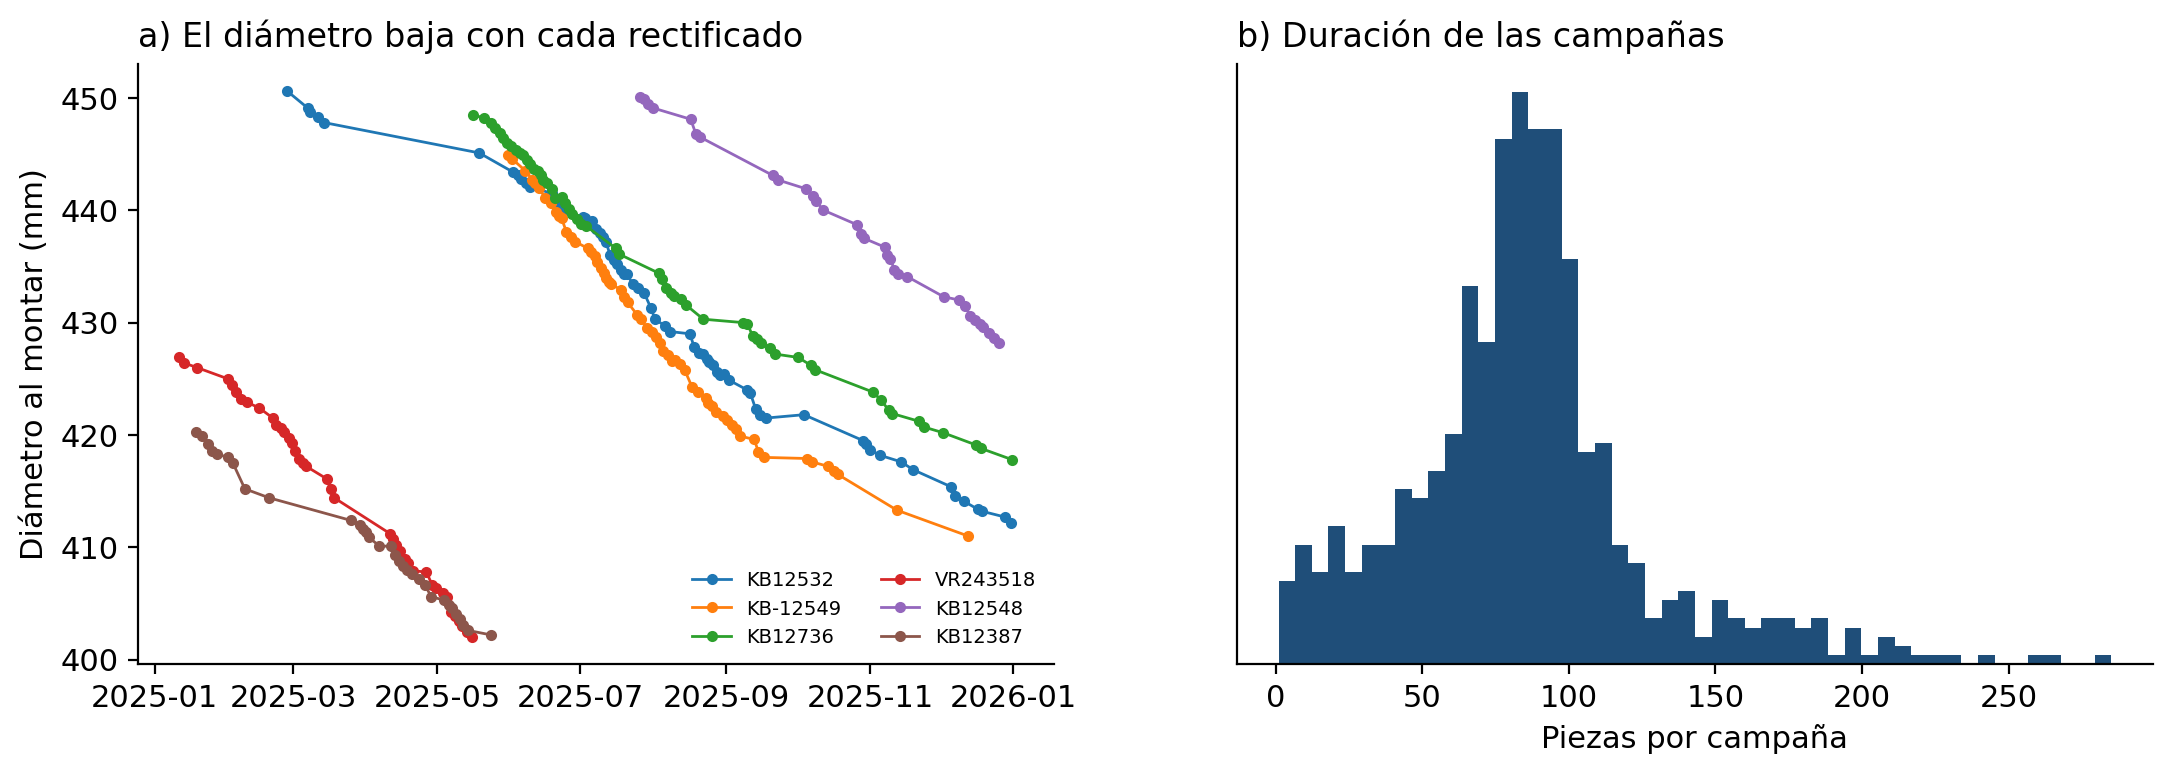 a) El diámetro baja con cada rectificado
Diámetro al montar (mm)
450
440
430
420
410
400
2025-01 2025-03 2025-05 2025-07 2025-09 2025-11 2026-01
KB12532
KB-12549
KB12736
VR243518
KB12548
KB12387
b) Duración de las campañas
0 50 100 150 200 250
Piezas por campaña